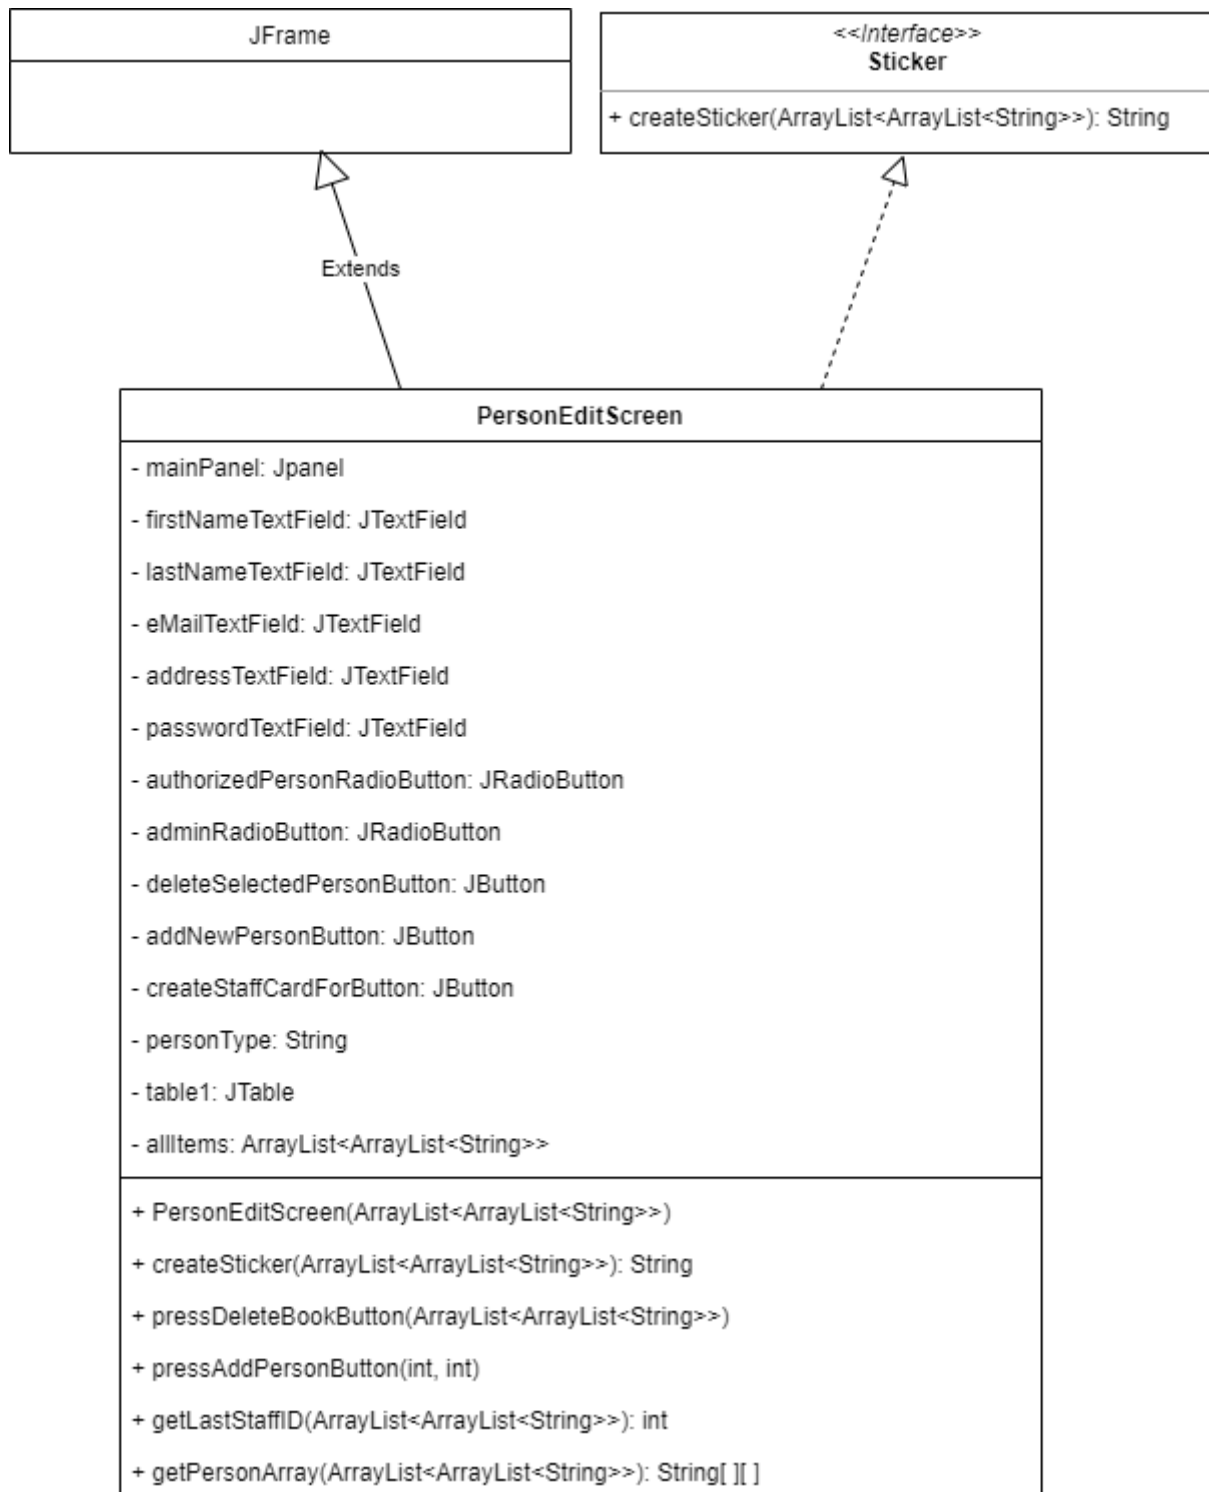 JFrame
<<Interface>>
Sticker
+ createSticker(ArrayList<ArrayList<String>>): String
Extends
PersonEditScreen
- mainPanel: Jpanel
- firstNameTextField: JTextField
- lastNameTextField: JTextField
- eMailTextField: JTextField
- addressTextField: JTextField
- passwordTextField: JTextField
- authorizedPersonRadioButton: JRadioButton
- adminRadioButton: JRadioButton
- deleteSelectedPersonButton: JButton
- addNewPersonButton: JButton
- createStaffCardForButton: JButton
- personType: String
- table1: JTable
- allItems: ArrayList<ArrayList<String>>
+ PersonEditScreen(ArrayList<ArrayList<String>>)
+ createSticker(ArrayList<ArrayList<String>>): String
+ pressDeleteBookButton(ArrayList<ArrayList<String>>)
+ pressAddPersonButton(int, int)
+ getLastStaffID(ArrayList<ArrayList<String>>): int
+ getPersonArray(ArrayList<ArrayList<String>>): String[ ][ ]